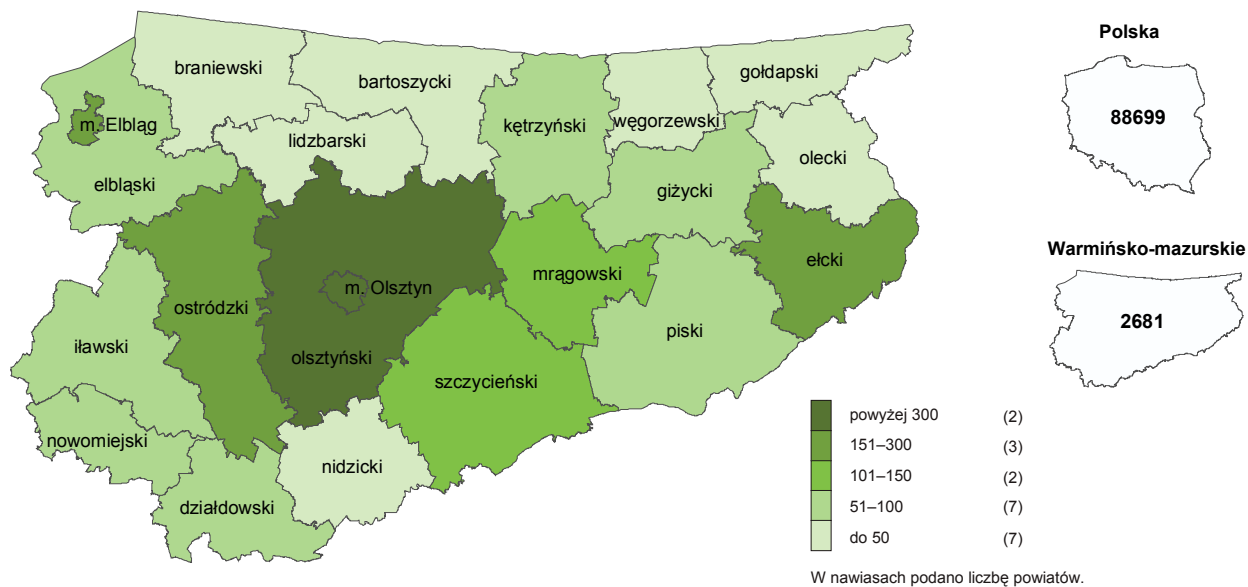 braniewski
bartoszycki
gołdapski
m. Elbląg
lidzbarski
kętrzyński
węgorzewski
olecki
elbląski
giżycki
ełcki
mrągowski
m. Olsztyn
ostródzki
piski
iławski
olsztyński
szczycieński
nowomiejski
nidzicki
działdowski
Polska
88699
Warmińsko-mazurskie
2681
powyżej 300 (2)
151–300 (3)
101–150 (2)
51–100 (7)
do 50 (7)
W nawiasach podano liczbę powiatów.